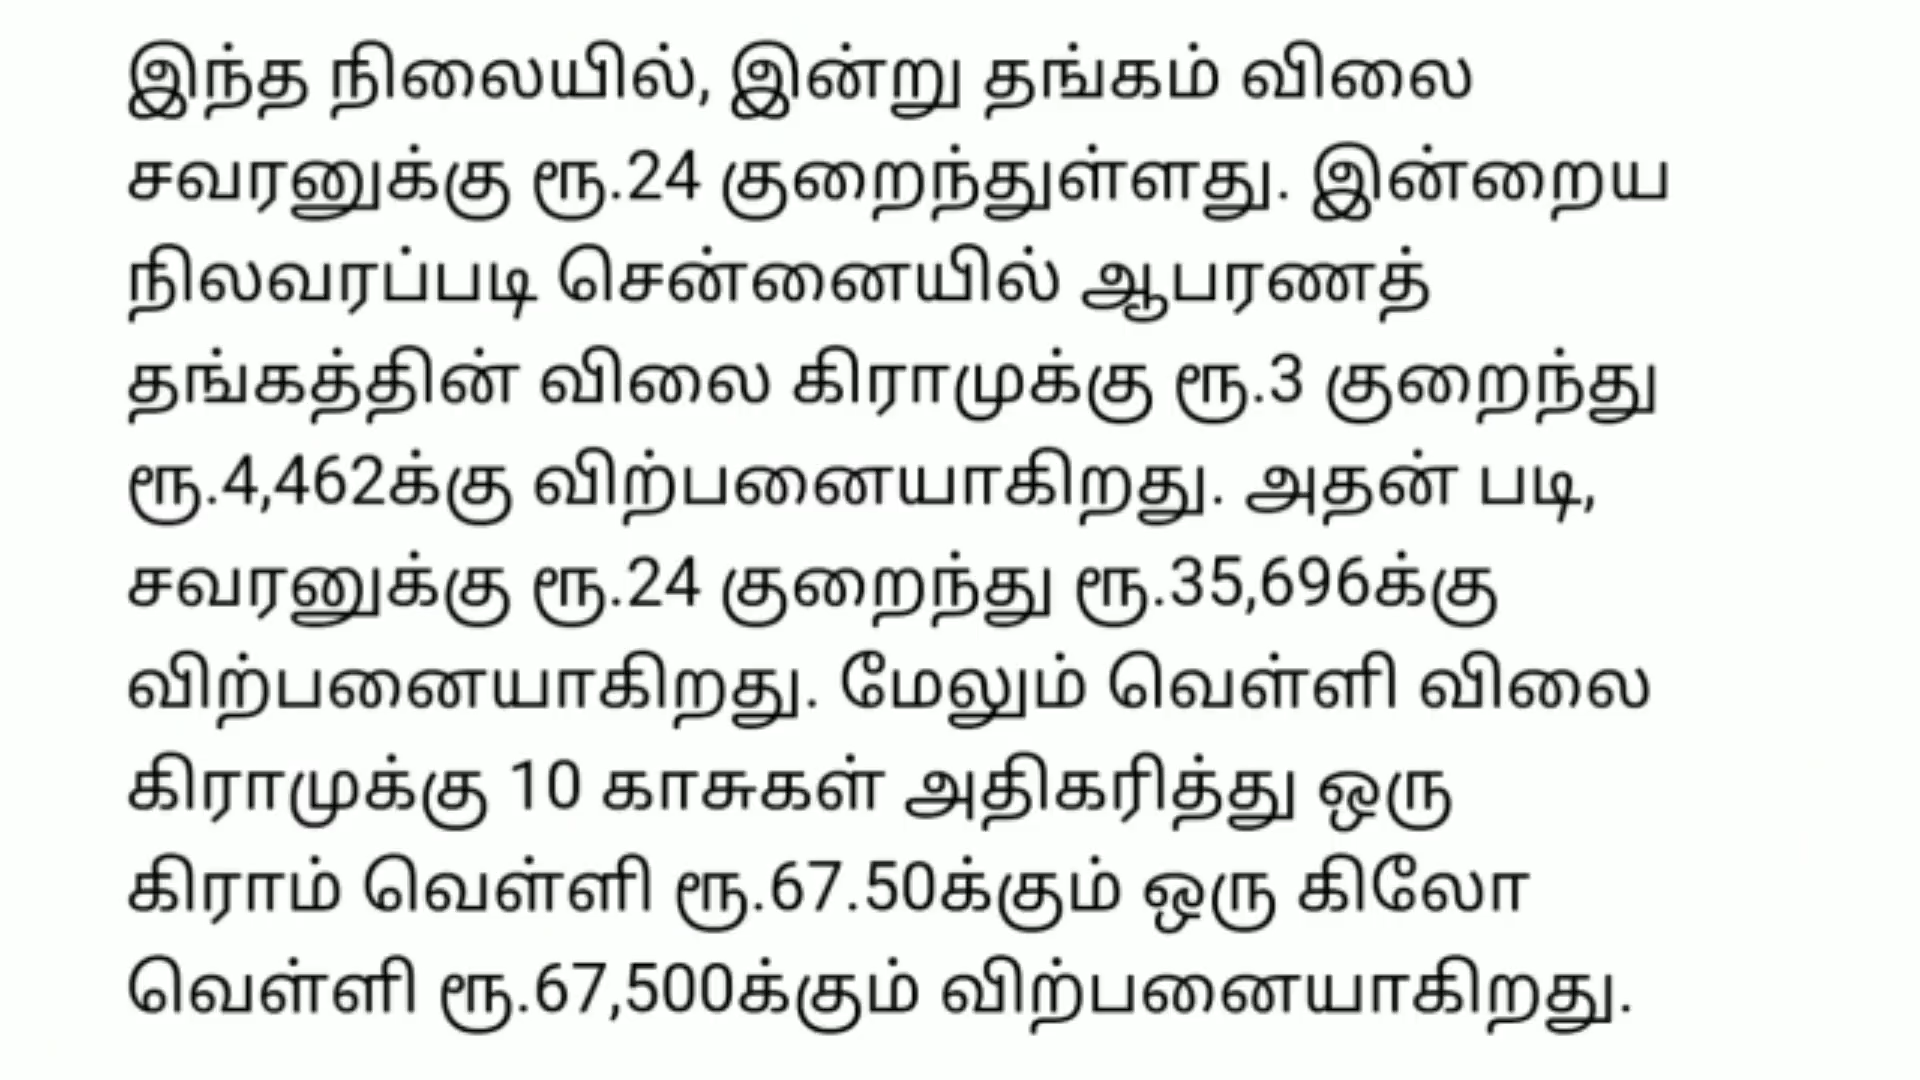 இந்த நிலையில், இன்று தங்கம் விலை
சவரனுக்கு ரூ.24 குறைந்துள்ளது. இன்றைய
நிலவரப்படி சென்னையில் ஆபரணத்
தங்கத்தின் விலை கிராமுக்கு ரூ.3 குறைந்து
ரூ.4,462க்கு விற்பனையாகிறது. அதன் படி,
சவரனுக்கு ரூ.24 குறைந்து ரூ.35,696க்கு
விற்பனையாகிறது. மேலும் வெள்ளி விலை
கிராமுக்கு 10 காசுகள் அதிகரித்து ஒரு
கிராம் வெள்ளி ரூ.67.50க்கும் ஒரு கிலோ
வெள்ளி ரூ.67,500க்கும் விற்பனையாகிறது.